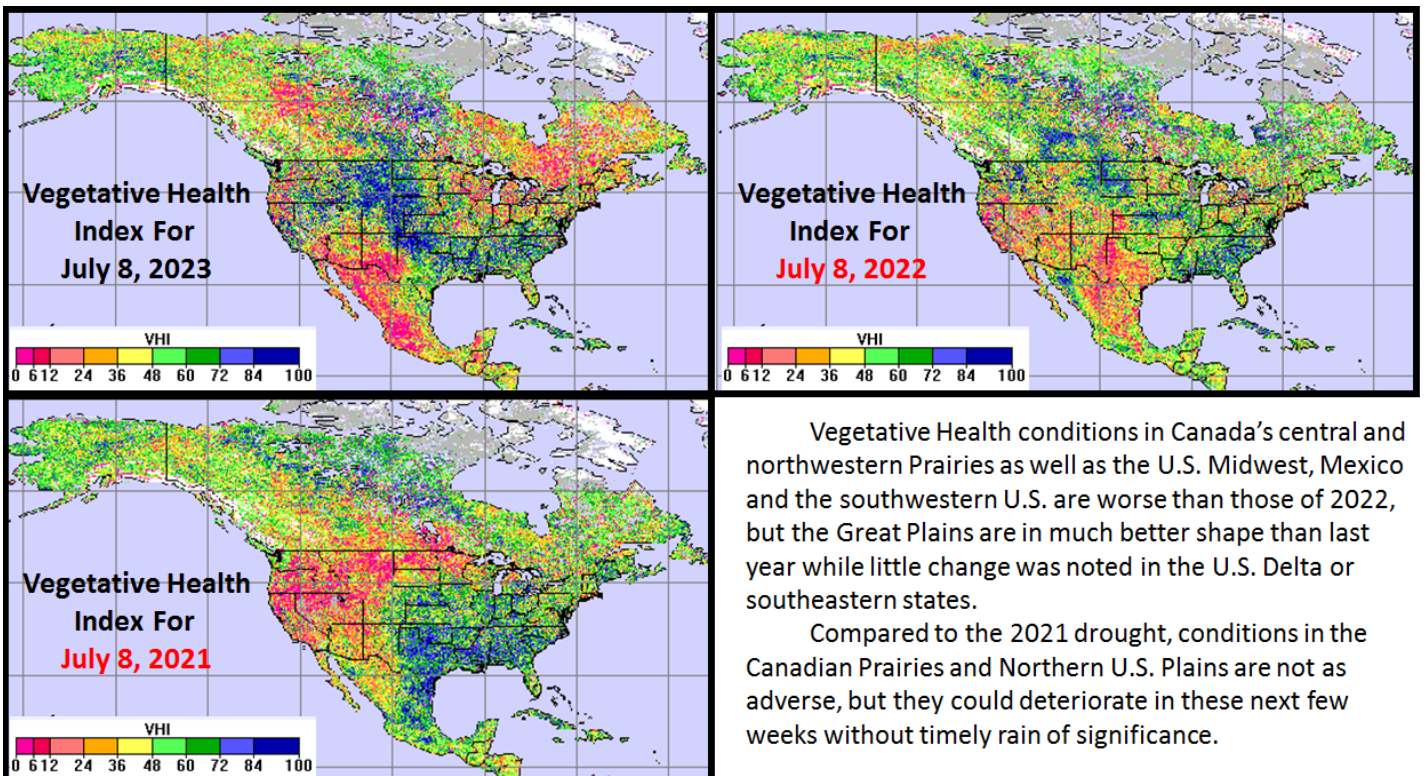 Vegetative Health
Index For
July 8, 2023
VHI
0 6 12 24 36 48 60 72 84 100
Vegetative Health
Index For
July 8, 2022
VHI
0 6 12 24 36 48 60 72 84 100
Vegetative Health
Index For
July 8, 2021
VHI
0 6 12 24 36 48 60 72 84 100
Vegetative Health conditions in Canada's central and
northwestern Prairies as well as the U.S. Midwest, Mexico
and the southwestern U.S. are worse than those of 2022,
but the Great Plains are in much better shape than last
year while little change was noted in the U.S. Delta or
southeastern states.
Compared to the 2021 drought, conditions in the
Canadian Prairies and Northern U.S. Plains are not as
adverse, but they could deteriorate in these next few
weeks without timely rain of significance.